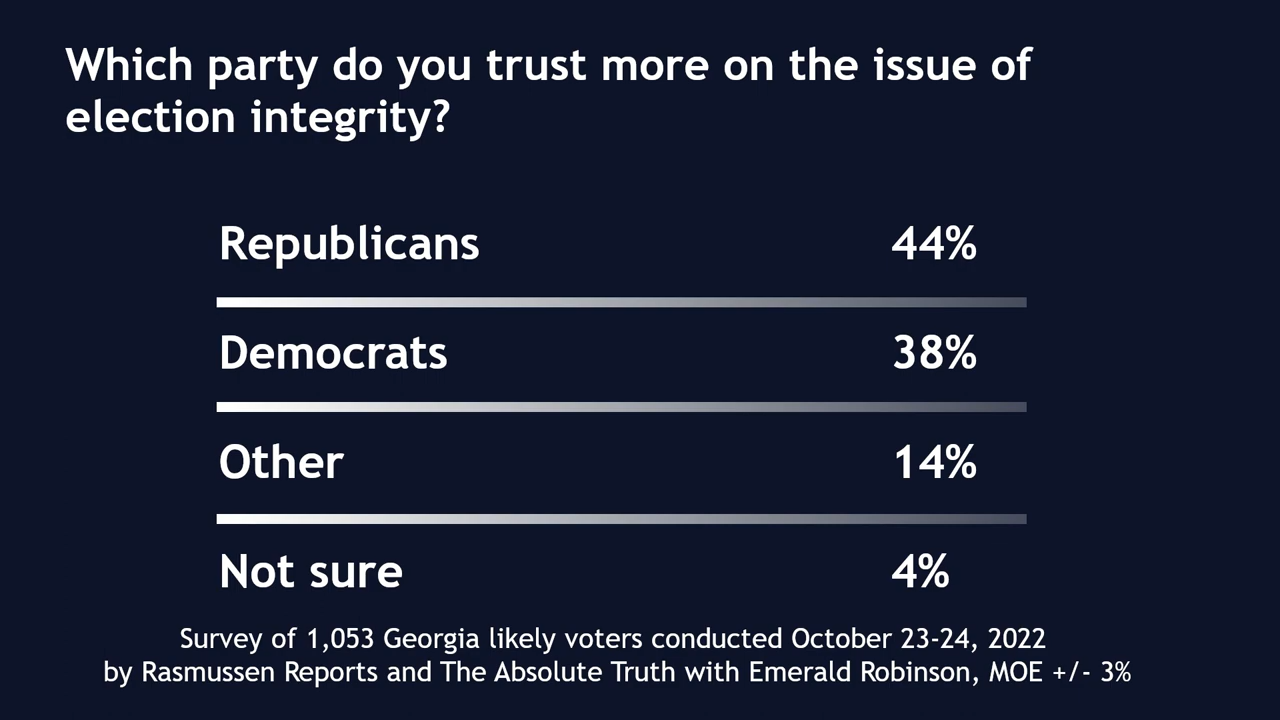 Which party do you trust more on the issue of
election integrity?
Republicans 44%
Democrats 38%
Other 14%
Not sure 4%
Survey of 1,053 Georgia likely voters conducted October 23-24, 2022
by Rasmussen Reports and The Absolute Truth with Emerald Robinson, MOE +/- 3%